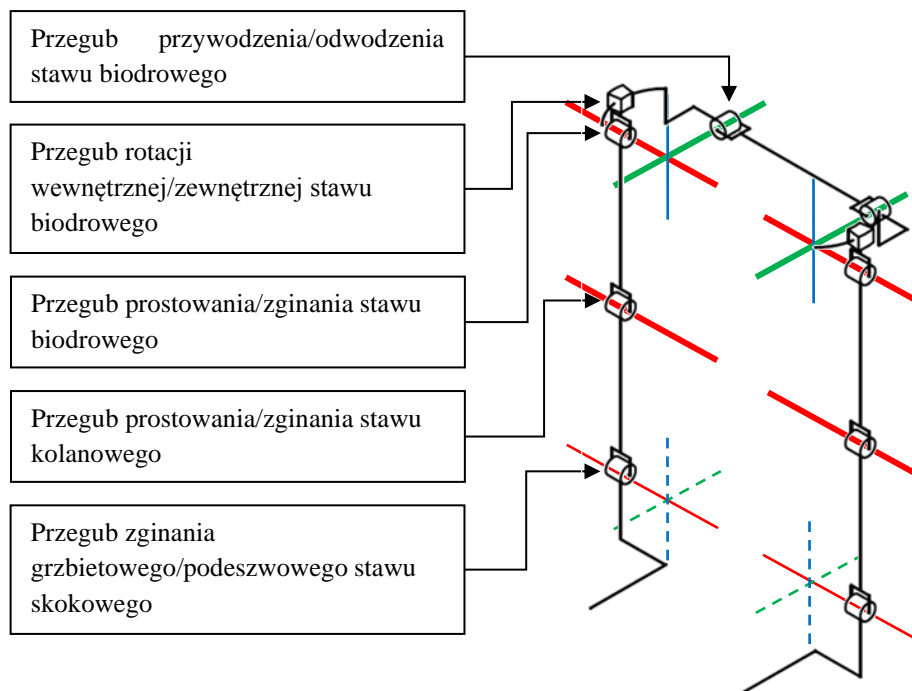 Przegub przywodzenia/odwodzenia
stawu biodrowego
Przegub rotacji
wewnętrznej/zewnętrznej stawu
biodrowego
Przegub prostowania/zginania stawu
biodrowego
Przegub prostowania/zginania stawu
kolanowego
Przegub zginania
grzbietowego/podeszwowego stawu
skokowego